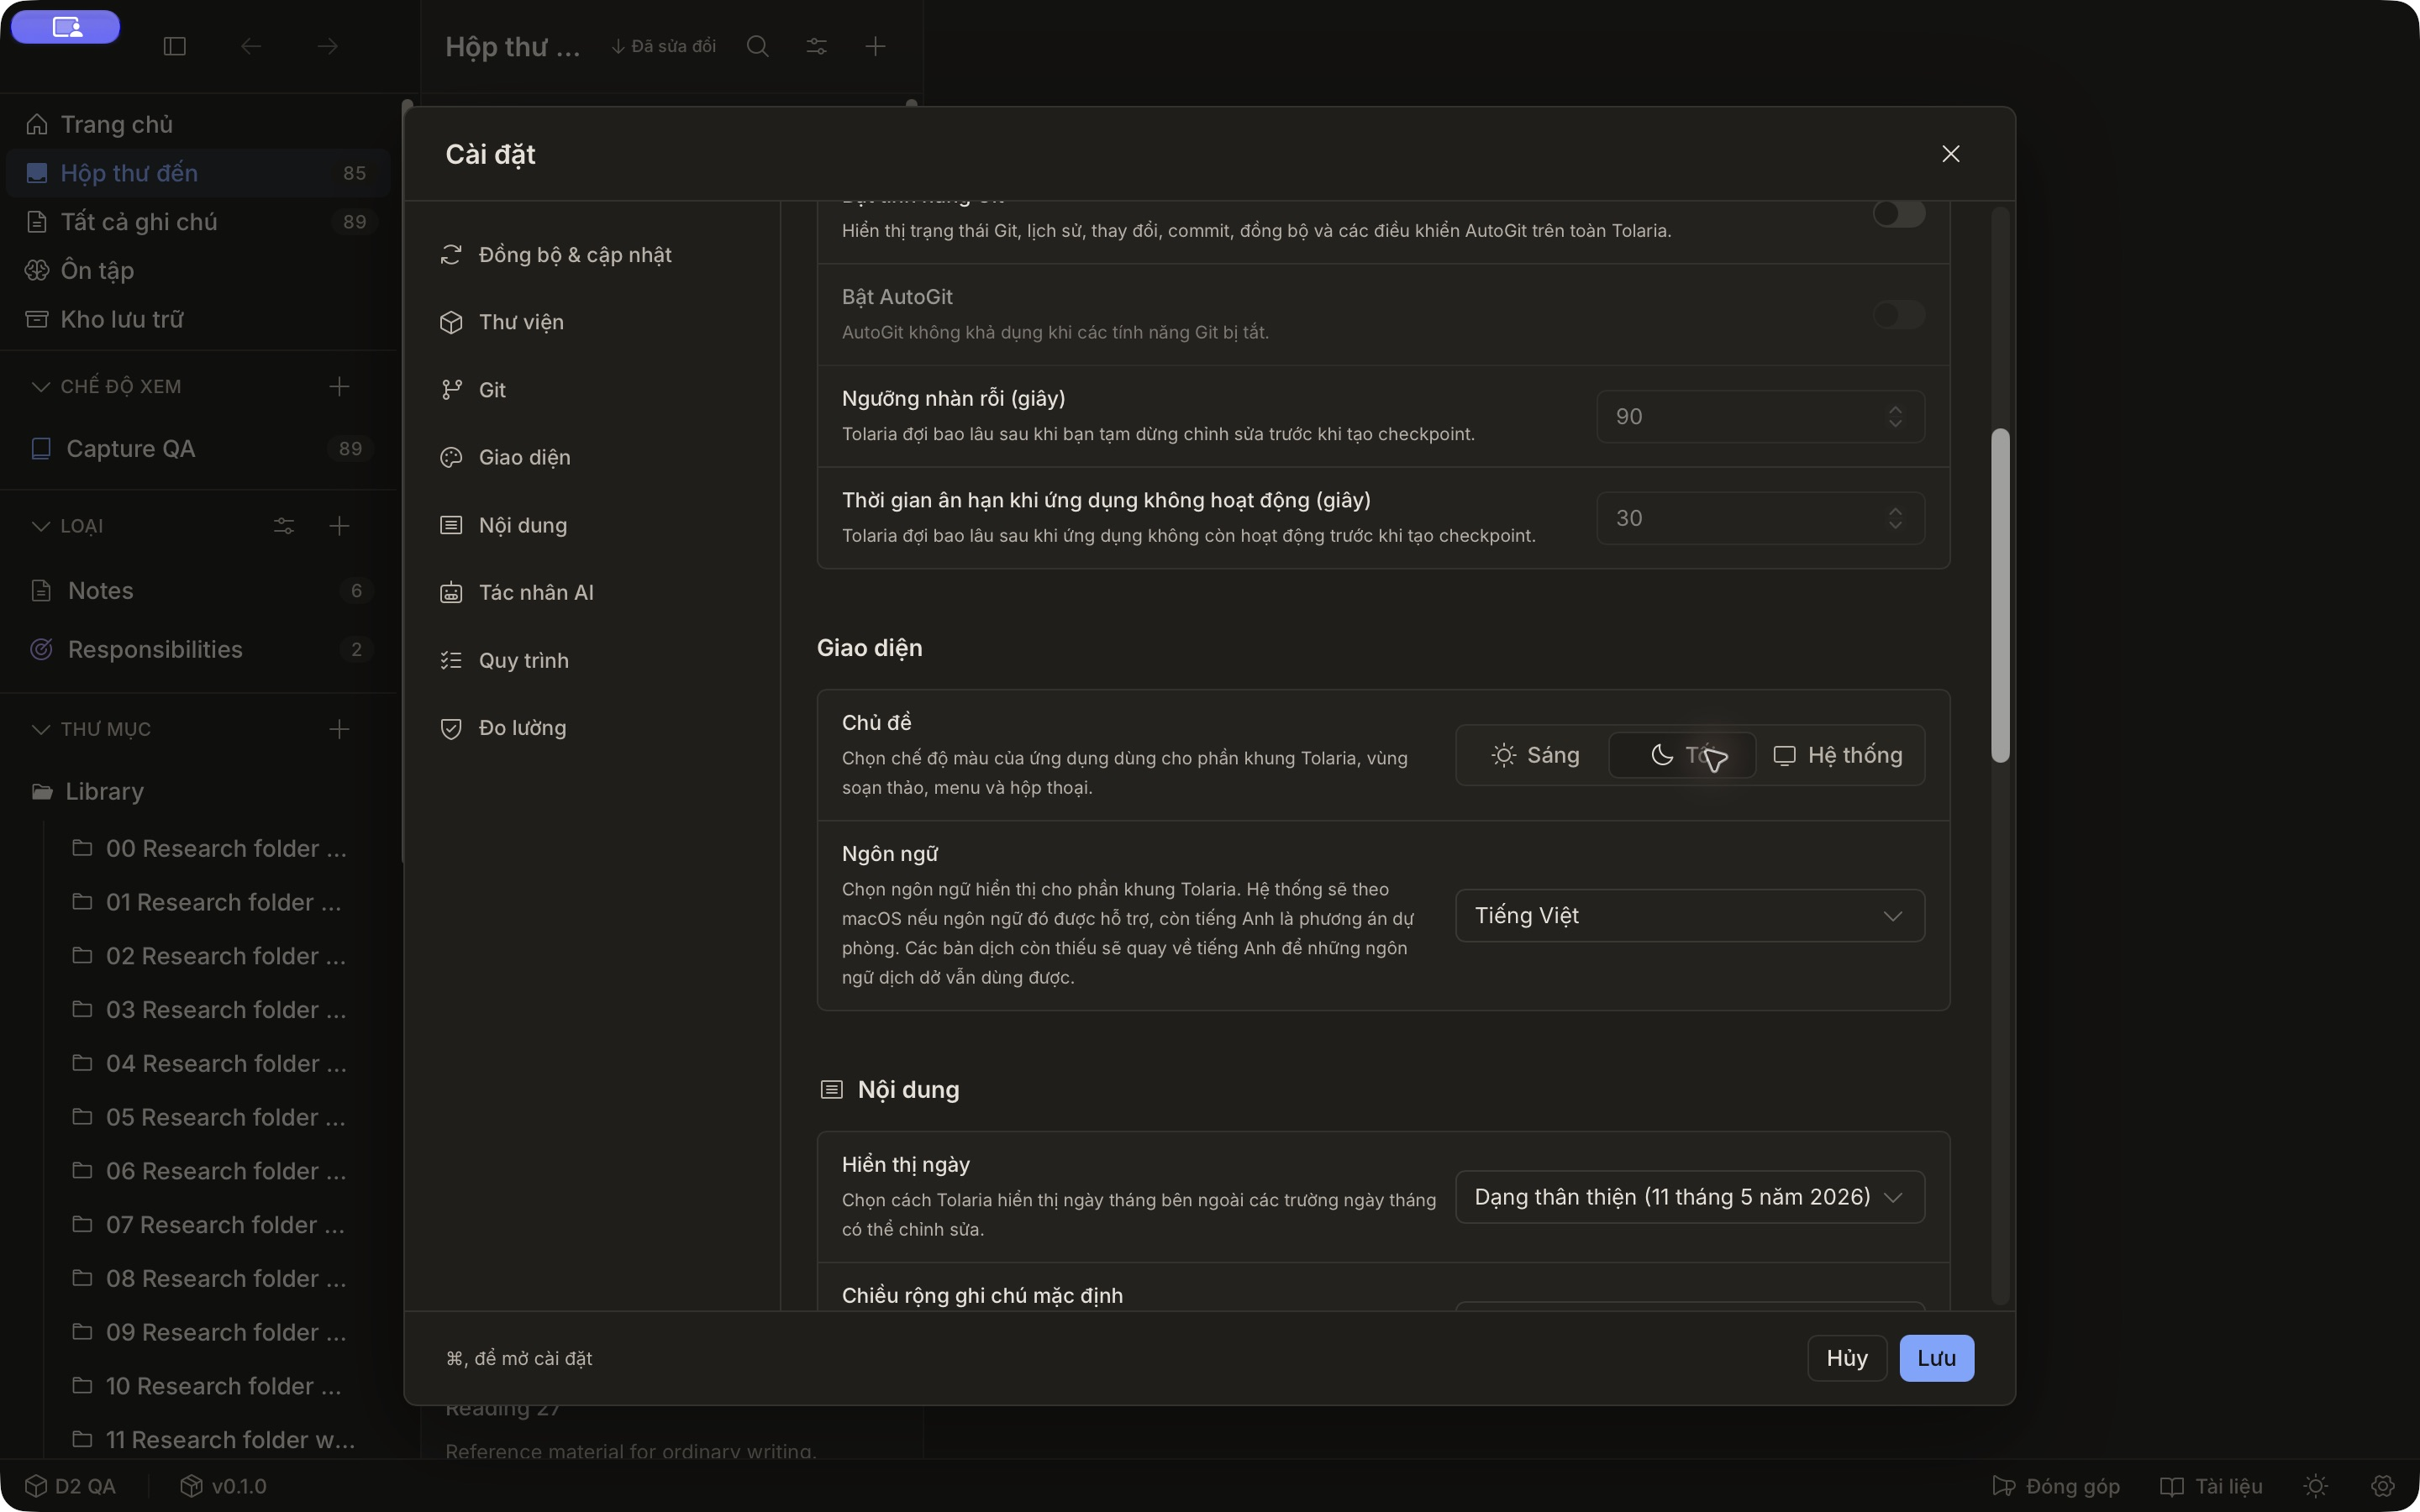 Hộp thư ...
Đã sửa đổi
Trang chủ
Hộp thư đến 85
Tất cả ghi chú 89
Ôn tập
Kho lưu trữ
CHẾ ĐỘ XEM
Capture QA 89
LOẠI
Notes 6
Responsibilities 2
THƯ MỤC
Library
00 Research folder ...
01 Research folder ...
02 Research folder ...
03 Research folder ...
04 Research folder ...
05 Research folder ...
06 Research folder ...
07 Research folder ...
08 Research folder ...
09 Research folder ...
10 Research folder ...
11 Research folder w...
Cài đặt
Đồng bộ & cập nhật
Thư viện
Git
Giao diện
Nội dung
Tác nhân AI
Quy trình
Đo lường
Hiển thị trạng thái Git, lịch sử, thay đổi, commit, đồng bộ và các điều khiển AutoGit trên toàn Tolaria.
Bật AutoGit
AutoGit không khả dụng khi các tính năng Git bị tắt.
Ngưỡng nhàn rỗi (giây)
Tolaria đợi bao lâu sau khi bạn tạm dừng chỉnh sửa trước khi tạo checkpoint.
90
Thời gian ân hạn khi ứng dụng không hoạt động (giây)
Tolaria đợi bao lâu sau khi ứng dụng không còn hoạt động trước khi tạo checkpoint.
30
Giao diện
Chủ đề
Chọn chế độ màu của ứng dụng dùng cho phần khung Tolaria, vùng
soạn thảo, menu và hộp thoại.
Sáng
Hệ thống
Ngôn ngữ
Chọn ngôn ngữ hiển thị cho phần khung Tolaria. Hệ thống sẽ theo
macOS nếu ngôn ngữ đó được hỗ trợ, còn tiếng Anh là phương án dự
phòng. Các bản dịch còn thiếu sẽ quay về tiếng Anh để những ngôn
ngữ dịch dở vẫn dùng được.
Tiếng Việt
Nội dung
Hiển thị ngày
Chọn cách Tolaria hiển thị ngày tháng bên ngoài các trường ngày tháng
có thể chỉnh sửa.
Dạng thân thiện (11 tháng 5 năm 2026)
Chiều rộng ghi chú mặc định
⌘, để mở cài đặt
Hủy
Lưu
Reading 27
Reference material for ordinary writing.
D2 QA
v0.1.0
Đóng góp
Tài liệu